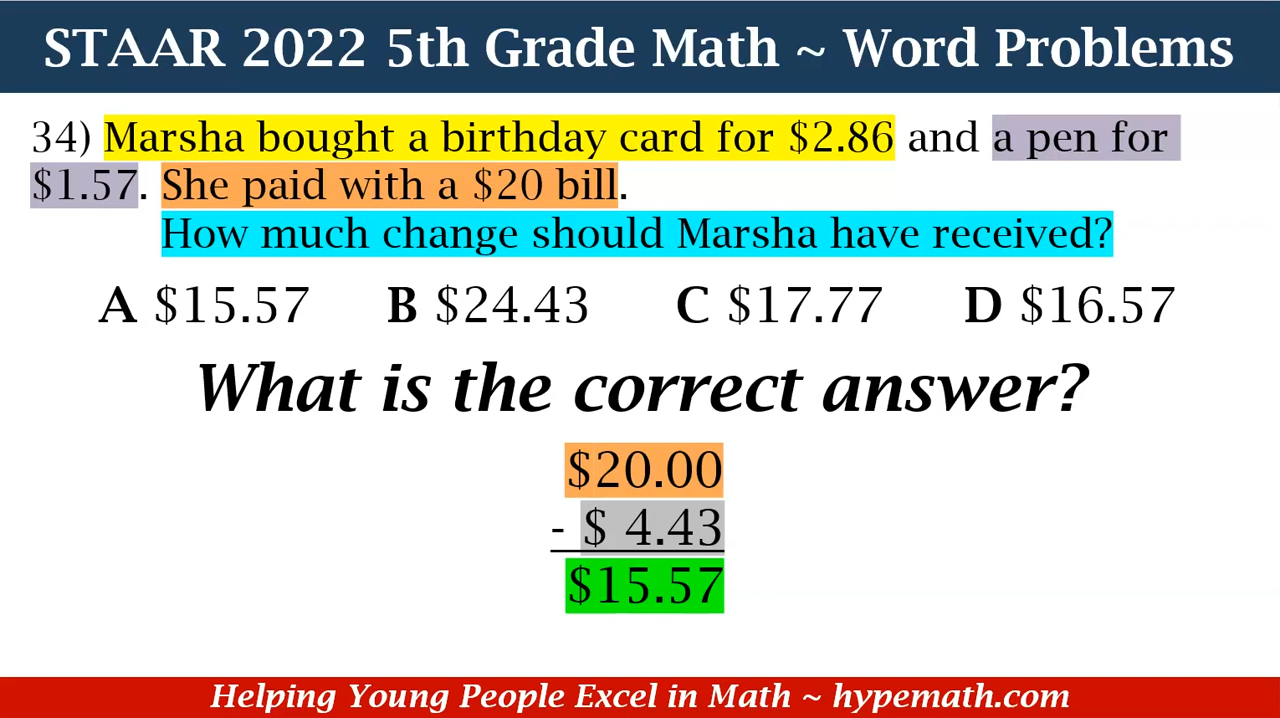 STAAR 2022 5th Grade Math ~ Word Problems
34) Marsha bought a birthday card for $2.86 and a pen for
$1.57. She paid with a $20 bill.
How much change should Marsha have received?
A $15.57 B $24.43 C $17.77 D $16.57
What is the correct answer?
$20.00
- $ 4.43
$15.57
Helping Young People Excel in Math ~ hypemath.com